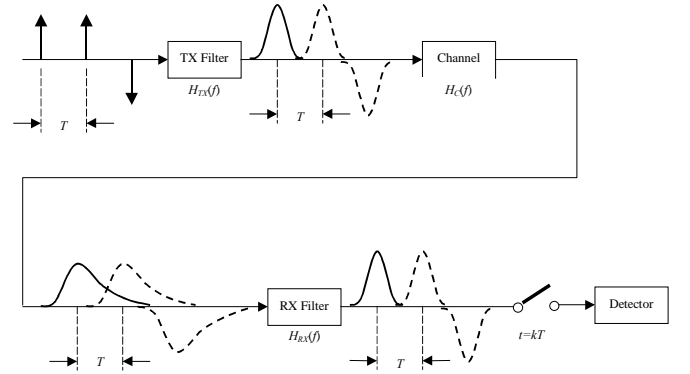 TX Filter
Channel
H_TX(f)
H_C(f)
T
T
RX Filter
Detector
H_RX(f)
t=kT
T
T